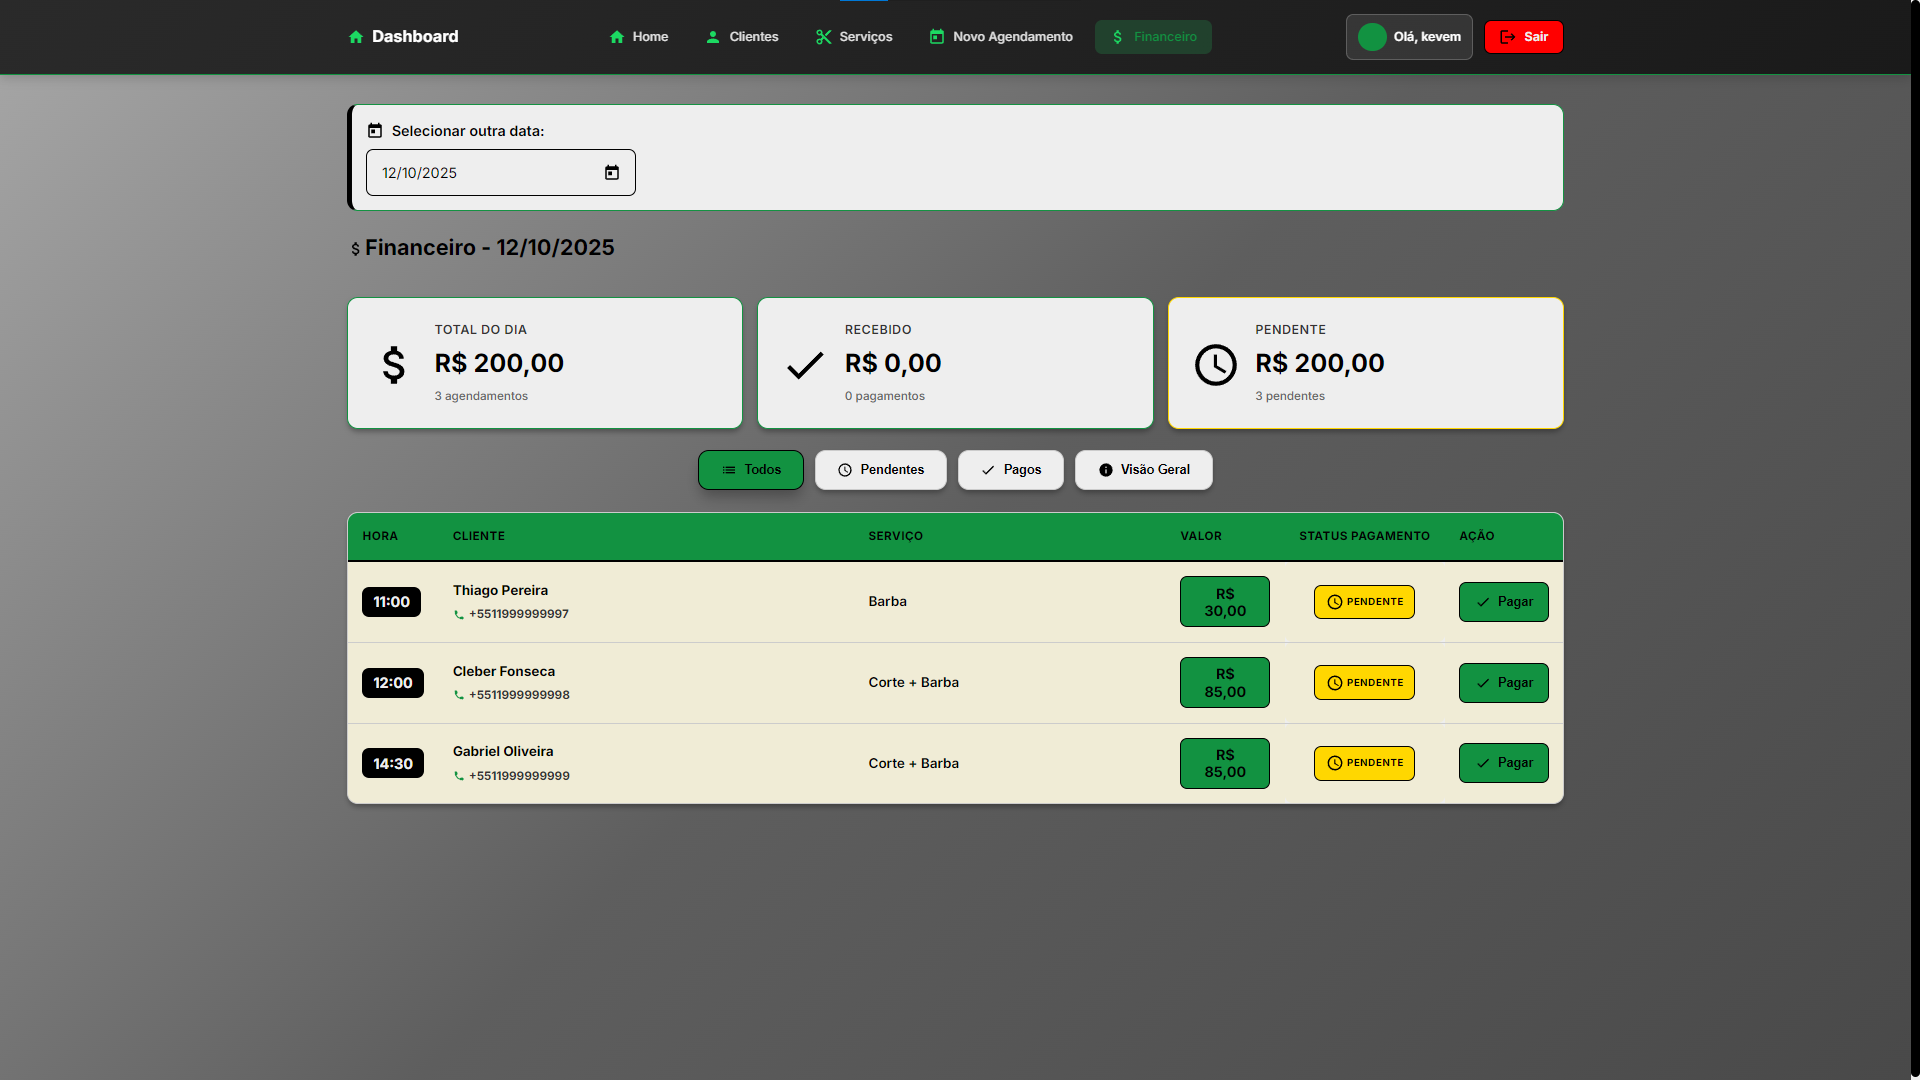 Dashboard
Home
Clientes
Serviços
Novo Agendamento
$ Financeiro
Olá, kevem
Sair
Selecionar outra data:
12/10/2025
$ Financeiro - 12/10/2025
TOTAL DO DIA
$ R$ 200,00
3 agendamentos
RECEBIDO
R$ 0,00
0 pagamentos
PENDENTE
R$ 200,00
3 pendentes
Todos
Pendentes
Pagos
Visão Geral
HORA CLIENTE SERVIÇO VALOR STATUS PAGAMENTO AÇÃO
11:00
Thiago Pereira
+5511999999997
Barba
R$
30,00
PENDENTE
Pagar
12:00
Cleber Fonseca
+5511999999998
Corte + Barba
R$
85,00
PENDENTE
Pagar
14:30
Gabriel Oliveira
+5511999999999
Corte + Barba
R$
85,00
PENDENTE
Pagar